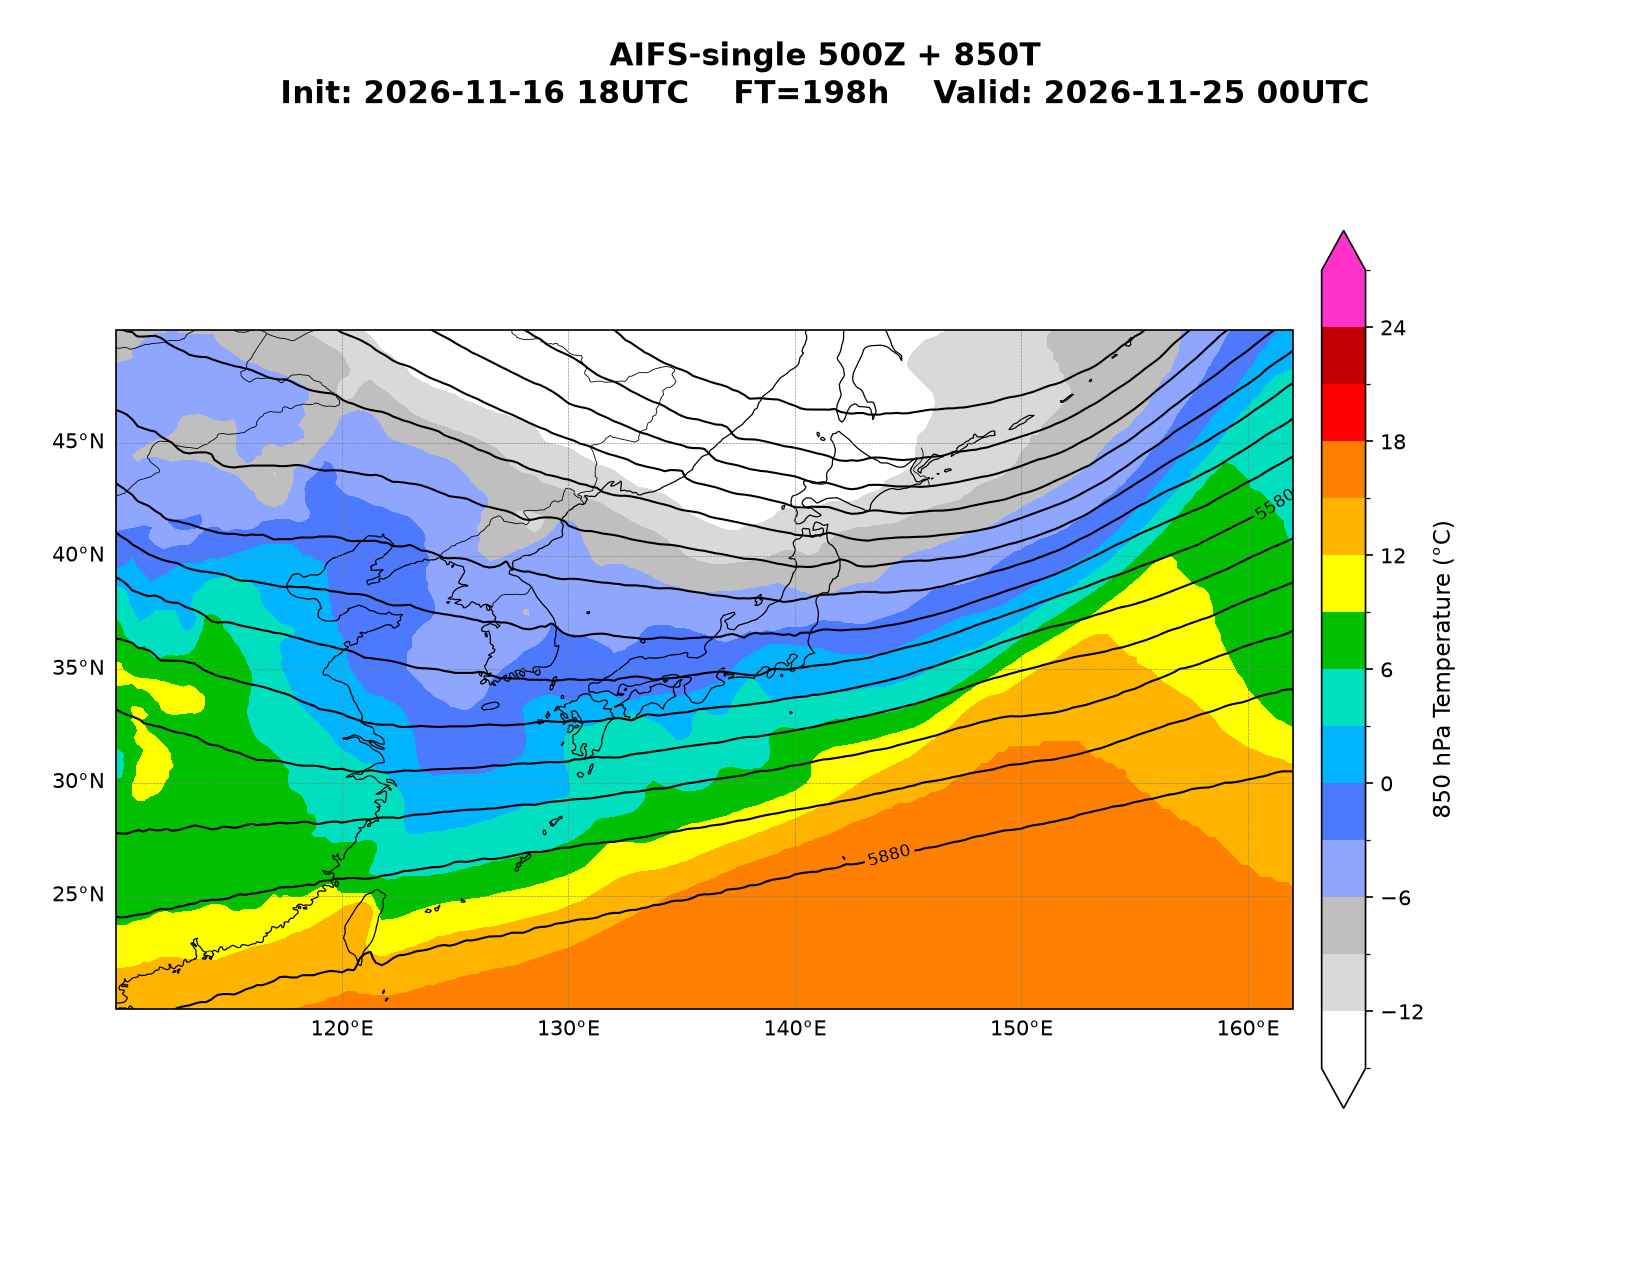 AIFS-single 500Z + 850T
Init: 2026-11-16 18UTC    FT=198h    Valid: 2026-11-25 00UTC
45°N
40°N
35°N
30°N
25°N
120°E
130°E
140°E
150°E
160°E
5580
5880
24
18
12
6
0
−6
−12
850 hPa Temperature (°C)